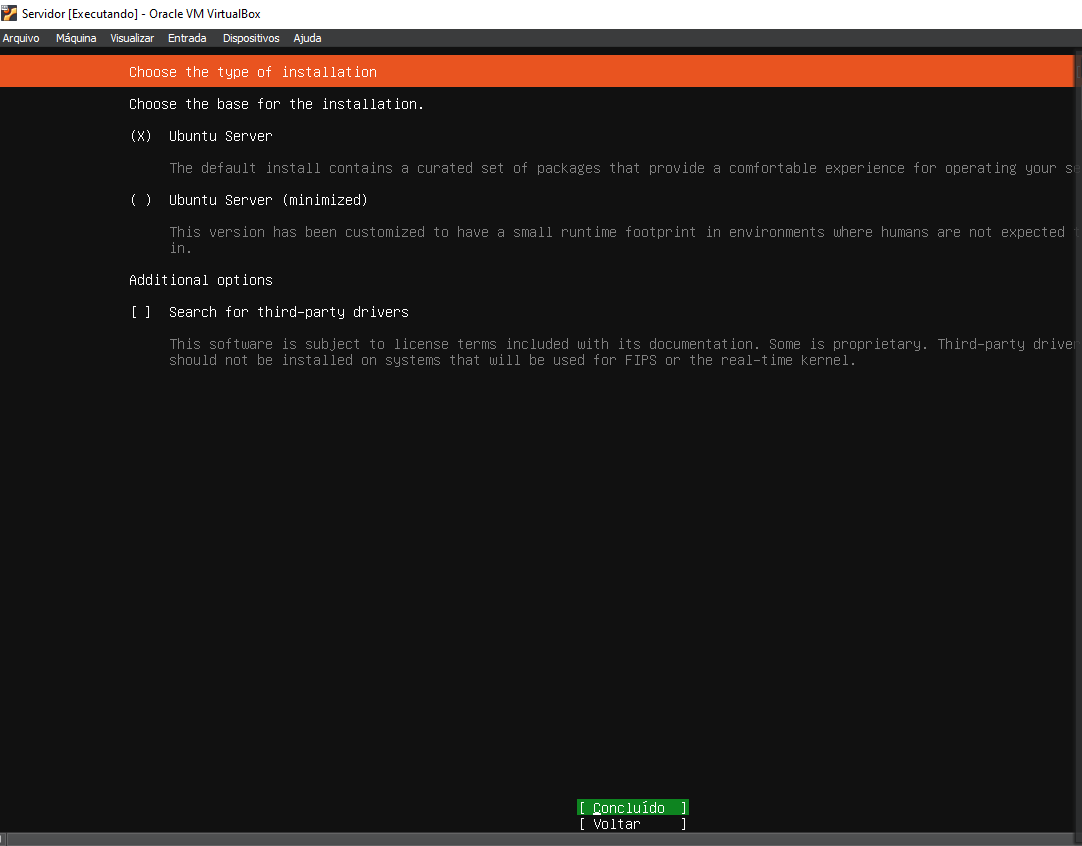 Servidor [Executando] - Oracle VM VirtualBox
Arquivo Máquina Visualizar Entrada Dispositivos Ajuda
Choose the type of installation
Choose the base for the installation.
(X) Ubuntu Server
The default install contains a curated set of packages that provide a comfortable experience for operating your
( ) Ubuntu Server (minimized)
This version has been customized to have a small runtime footprint in environments where humans are not expected
in.
Additional options
[ ] Search for third-party drivers
This software is subject to license terms included with its documentation. Some is proprietary. Third-party
should not be installed on systems that will be used for FIPS or the real-time kernel.
[ Concluído ]
[ Voltar ]